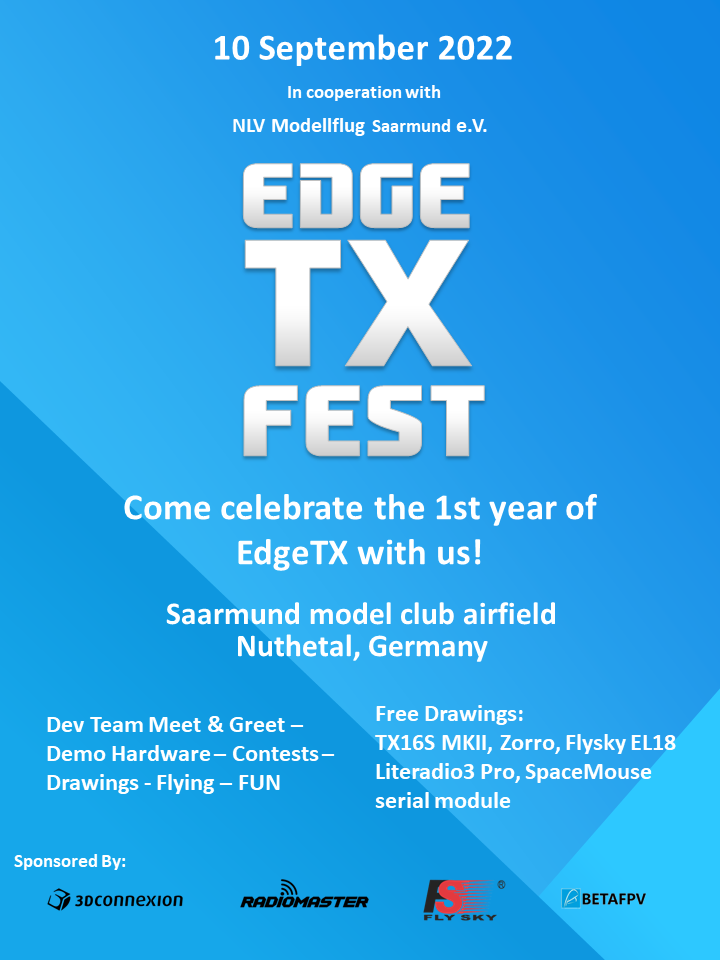 10 September 2022
In cooperation with
NLV Modellflug Saarmund e.V.
EDGE
TX
FEST
Come celebrate the 1st year of
EdgeTX with us!
Saarmund model club airfield
Nuthetal, Germany
Dev Team Meet & Greet –
Demo Hardware – Contests –
Drawings - Flying – FUN
Free Drawings:
TX16S MKII, Zorro, Flysky EL18
Literadio3 Pro, SpaceMouse
serial module
Sponsored By:
3Dconnexion
RADIOMASTER
FS ®
FLY SKY
BETAFPV